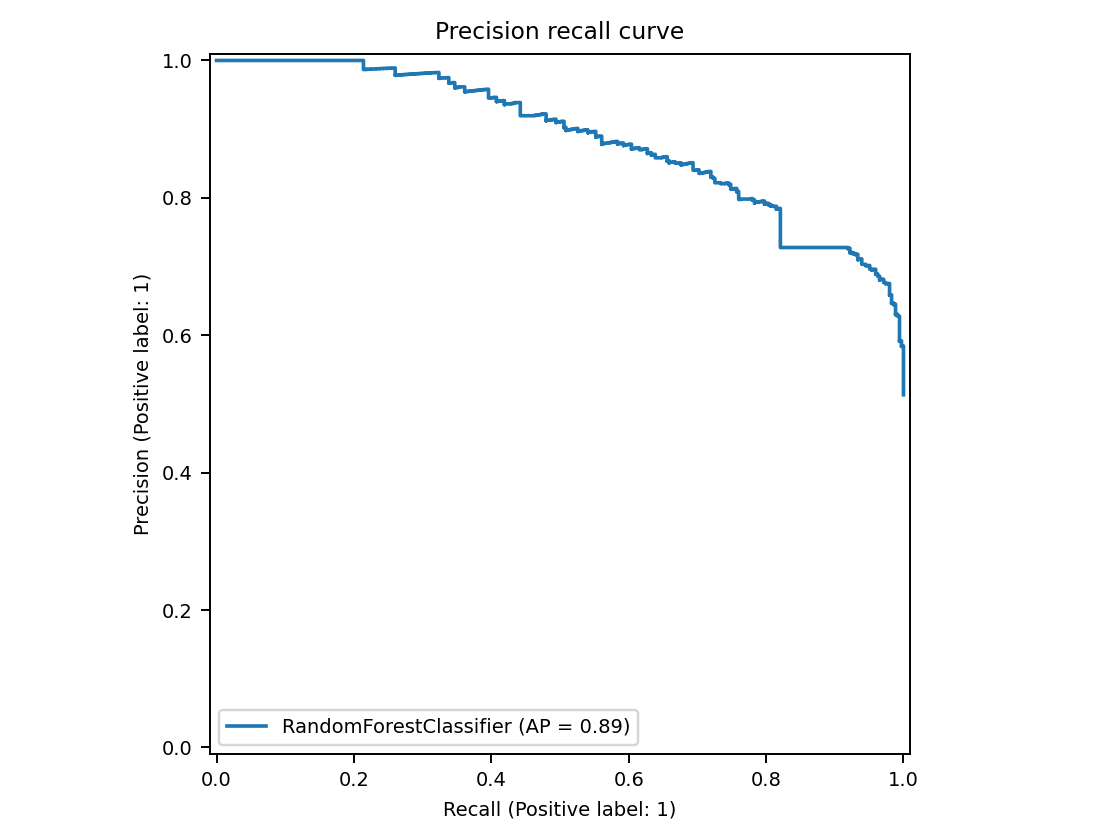 Precision recall curve
1.0
0.8
0.6
0.4
0.2
0.0
Precision (Positive label: 1)
RandomForestClassifier (AP = 0.89)
0.0 0.2 0.4 0.6 0.8 1.0
Recall (Positive label: 1)